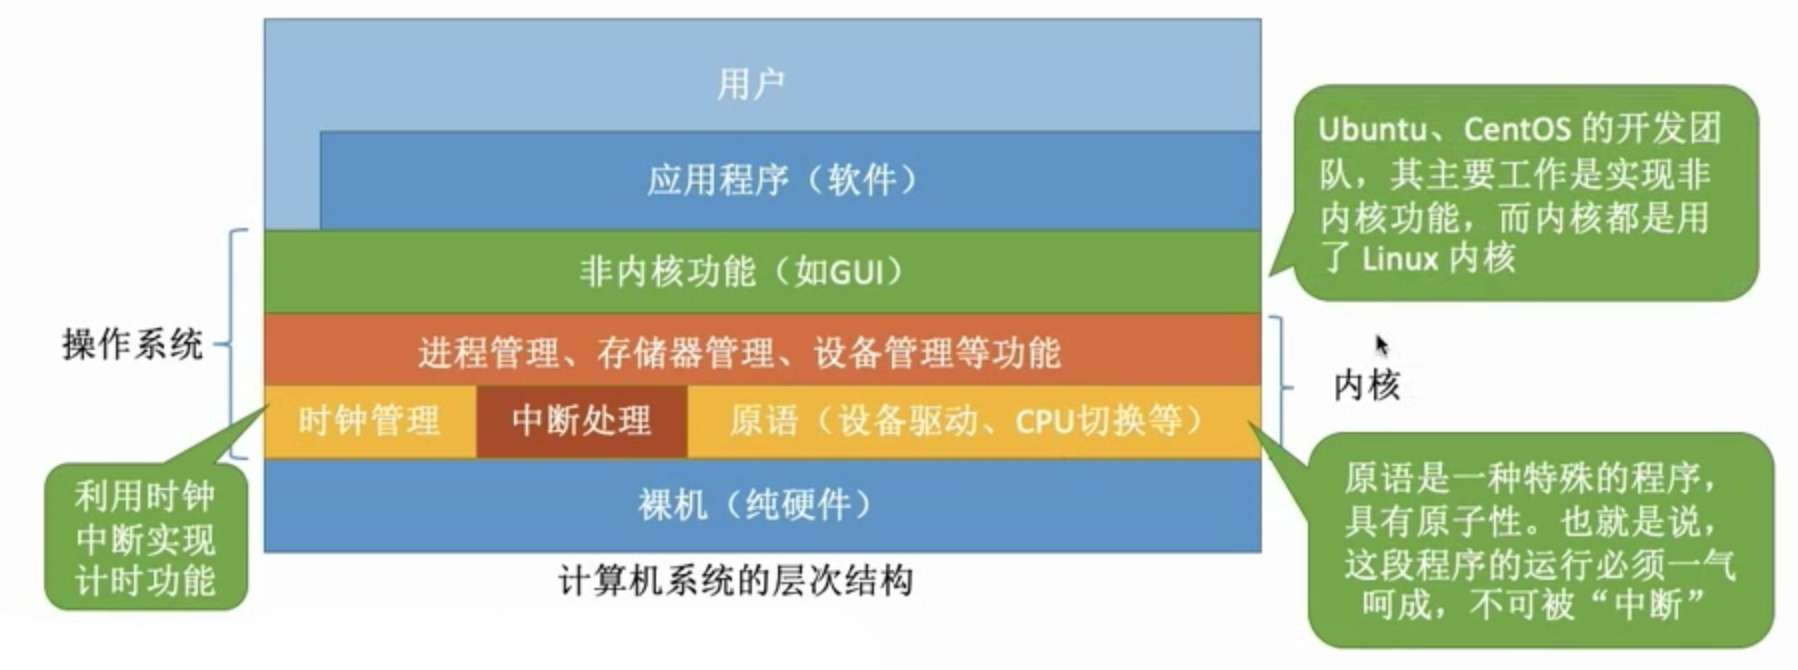 用户
应用程序（软件）
非内核功能（如GUI）
进程管理、存储器管理、设备管理等功能
时钟管理
中断处理
原语（设备驱动、CPU切换等）
裸机（纯硬件）
计算机系统的层次结构
操作系统
内核
利用时钟
中断实现
计时功能
Ubuntu、CentOS 的开发团
队，其主要工作是实现非
内核功能，而内核都是用
了 Linux 内核
原语是一种特殊的程序，
具有原子性。也就是说，
这段程序的运行必须一气
呵成，不可被“中断”